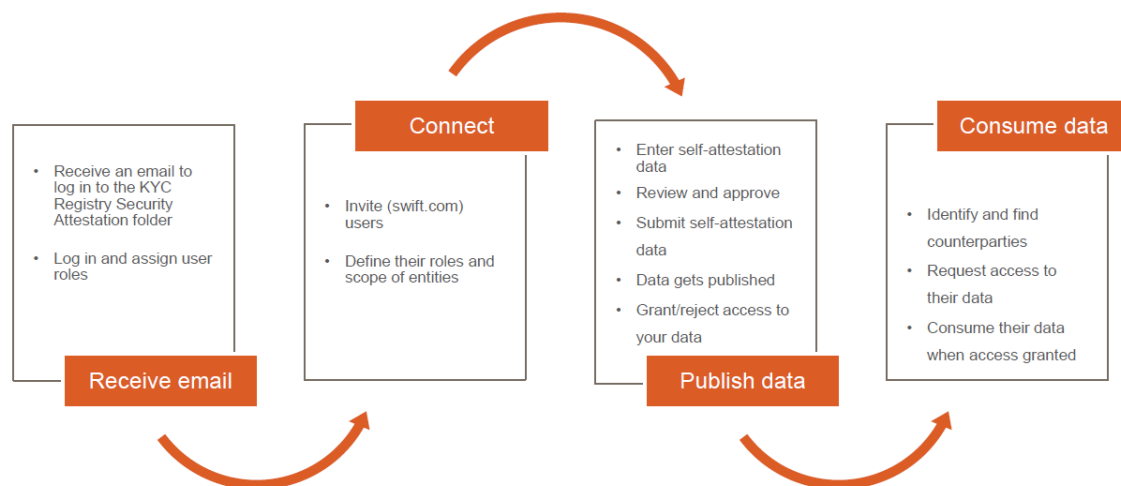 • Receive an email to
log in to the KYC
Registry Security
Attestation folder
• Log in and assign user
roles
Receive email
Connect
• Invite (swift.com)
users
• Define their roles and
scope of entities
• Enter self-attestation
data
• Review and approve
• Submit self-attestation
data
• Data gets published
• Grant/reject access to
your data
Publish data
Consume data
• Identify and find
counterparties
• Request access to
their data
• Consume their data
when access granted